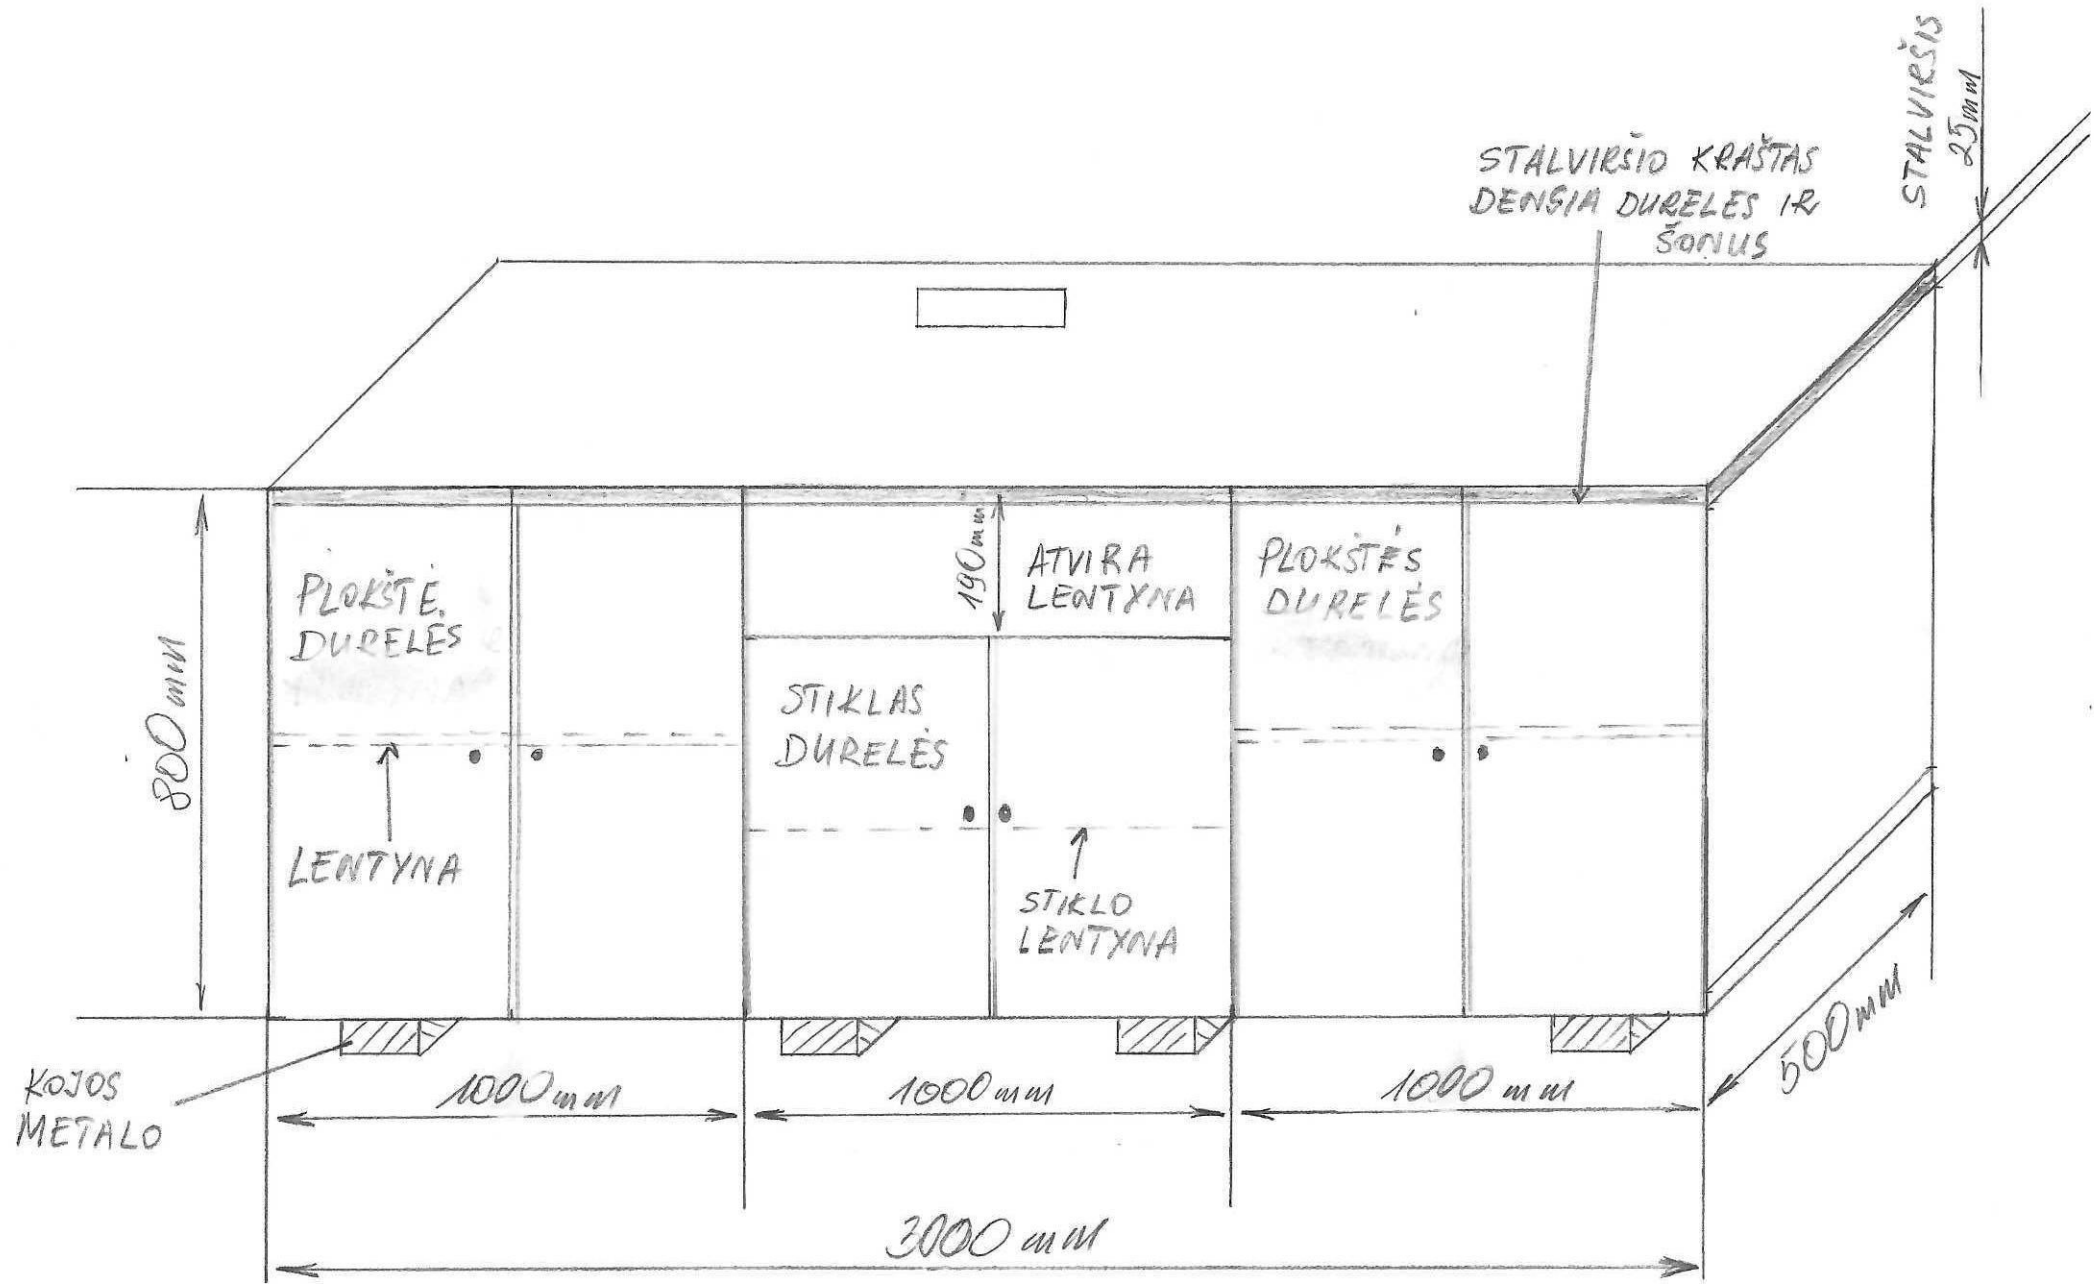 STALVIRŠIS
25mm
STALVIRŠIO KRAŠTAS
DENGIA DURELES IR
ŠONUS
190mm
ATVIRA
LENTYNA
PLOKŠTĖ.
DURELĖS
PLOKŠTĖS
DURELĖS
800mm
STIKLAS
DURELĖS
LENTYNA
STIKLO
LENTYNA
KOJOS
METALO
1000mm
1000mm
1000mm
500mm
3000mm